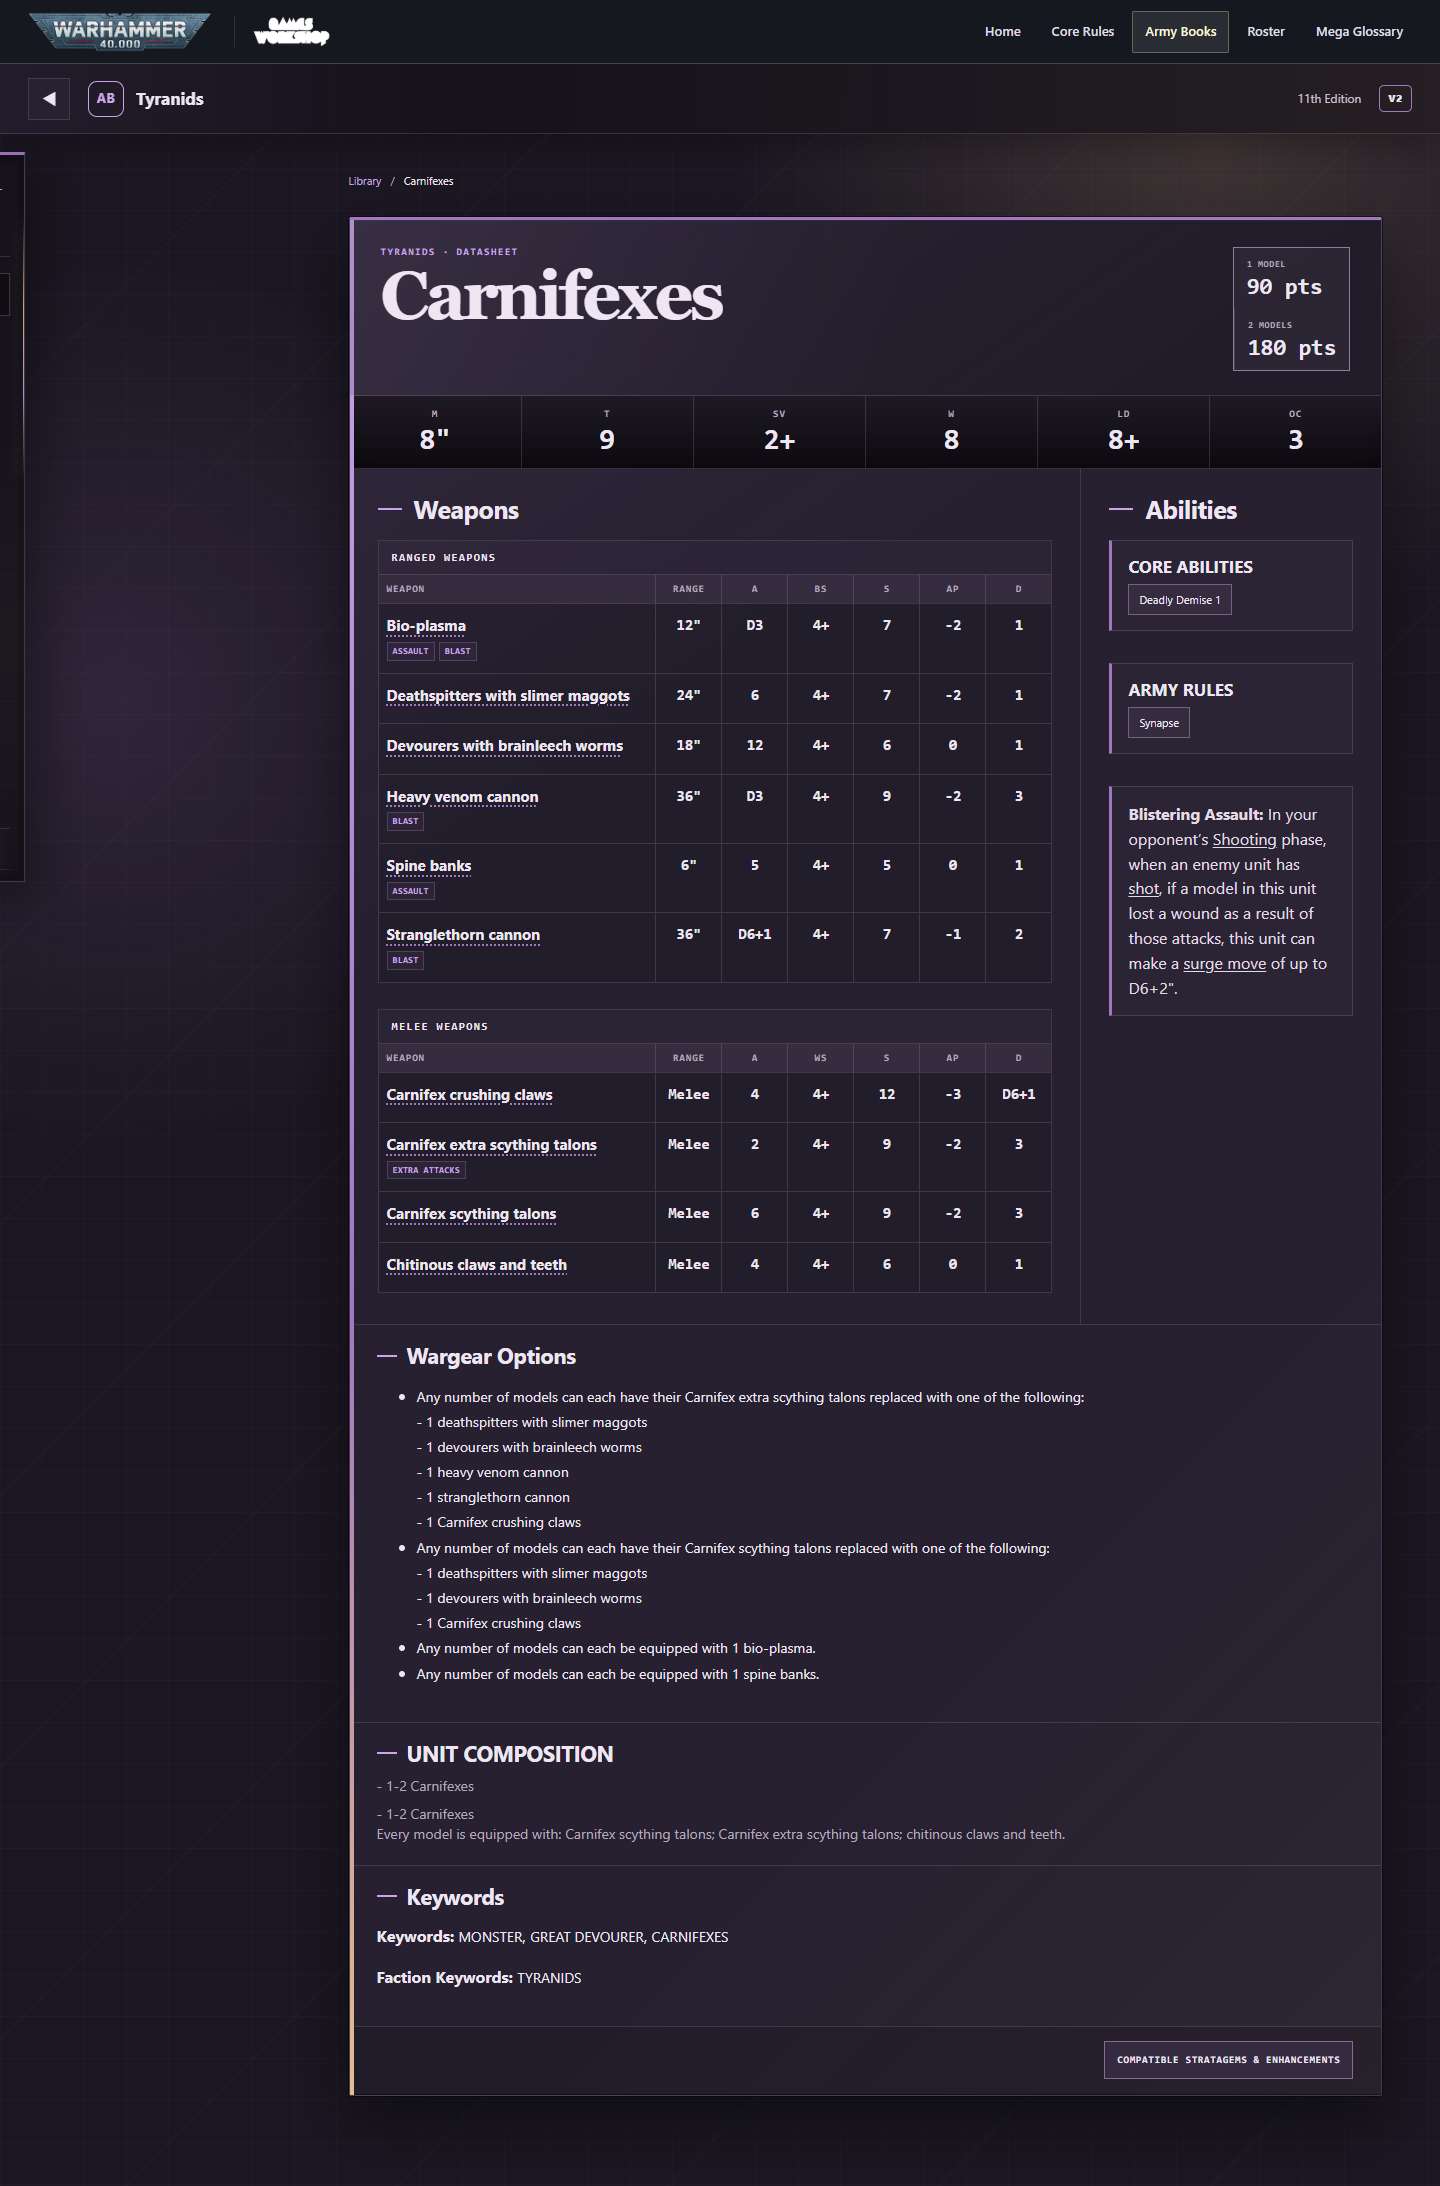 WARHAMMER
40,000
GAMES
WORKSHOP
Home
Core Rules
Army Books
Roster
Mega Glossary
◀
AB
Tyranids
11th Edition
V2
Library / Carnifexes
TYRANIDS · DATASHEET
Carnifexes
1 MODEL
90 pts
2 MODELS
180 pts
M T SV W LD OC
8" 9 2+ 8 8+ 3
Weapons
RANGED WEAPONS
WEAPON RANGE A BS S AP D
Bio-plasma 12" D3 4+ 7 -2 1
ASSAULT BLAST
Deathspitters with slimer maggots 24" 6 4+ 7 -2 1
Devourers with brainleech worms 18" 12 4+ 6 0 1
Heavy venom cannon 36" D3 4+ 9 -2 3
BLAST
Spine banks 6" 5 4+ 5 0 1
ASSAULT
Stranglethorn cannon 36" D6+1 4+ 7 -1 2
BLAST
MELEE WEAPONS
WEAPON RANGE A WS S AP D
Carnifex crushing claws Melee 4 4+ 12 -3 D6+1
Carnifex extra scything talons Melee 2 4+ 9 -2 3
EXTRA ATTACKS
Carnifex scything talons Melee 6 4+ 9 -2 3
Chitinous claws and teeth Melee 4 4+ 6 0 1
Abilities
CORE ABILITIES
Deadly Demise 1
ARMY RULES
Synapse
Blistering Assault: In your
opponent's Shooting phase,
when an enemy unit has
shot, if a model in this unit
lost a wound as a result of
those attacks, this unit can
make a surge move of up to
D6+2".
Wargear Options
• Any number of models can each have their Carnifex extra scything talons replaced with one of the following:
- 1 deathspitters with slimer maggots
- 1 devourers with brainleech worms
- 1 heavy venom cannon
- 1 stranglethorn cannon
- 1 Carnifex crushing claws
• Any number of models can each have their Carnifex scything talons replaced with one of the following:
- 1 deathspitters with slimer maggots
- 1 devourers with brainleech worms
- 1 Carnifex crushing claws
• Any number of models can each be equipped with 1 bio-plasma.
• Any number of models can each be equipped with 1 spine banks.
UNIT COMPOSITION
- 1-2 Carnifexes
- 1-2 Carnifexes
Every model is equipped with: Carnifex scything talons; Carnifex extra scything talons; chitinous claws and teeth.
Keywords
Keywords: MONSTER, GREAT DEVOURER, CARNIFEXES
Faction Keywords: TYRANIDS
COMPATIBLE STRATAGEMS & ENHANCEMENTS